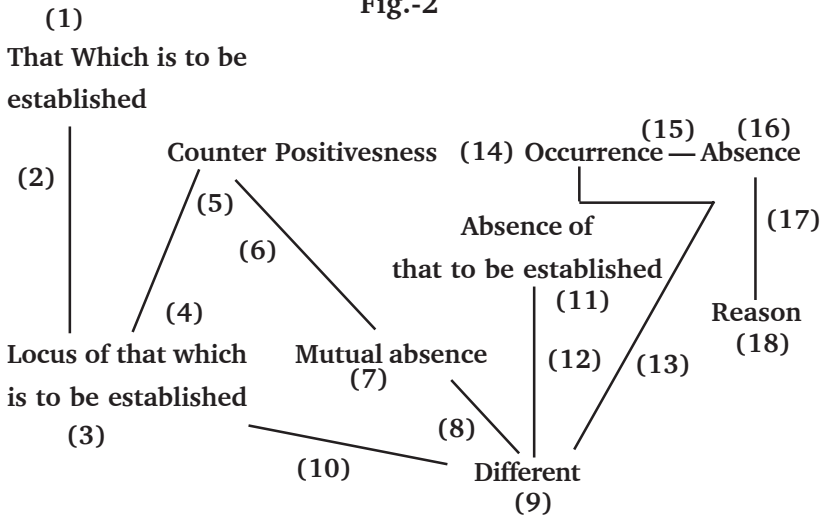 Fig.-2
(1)
That Which is to be
established
(15) (16)
Counter Positivesness (14) Occurrence Absence
(2)
(5)
(17)
Absence of
(6)
that to be established
(11)
(4)
Reason
(18)
Locus of that which Mutual absence
(12) (13)
(7)
is to be established
(3)
(8)
(10)
Different
(9)